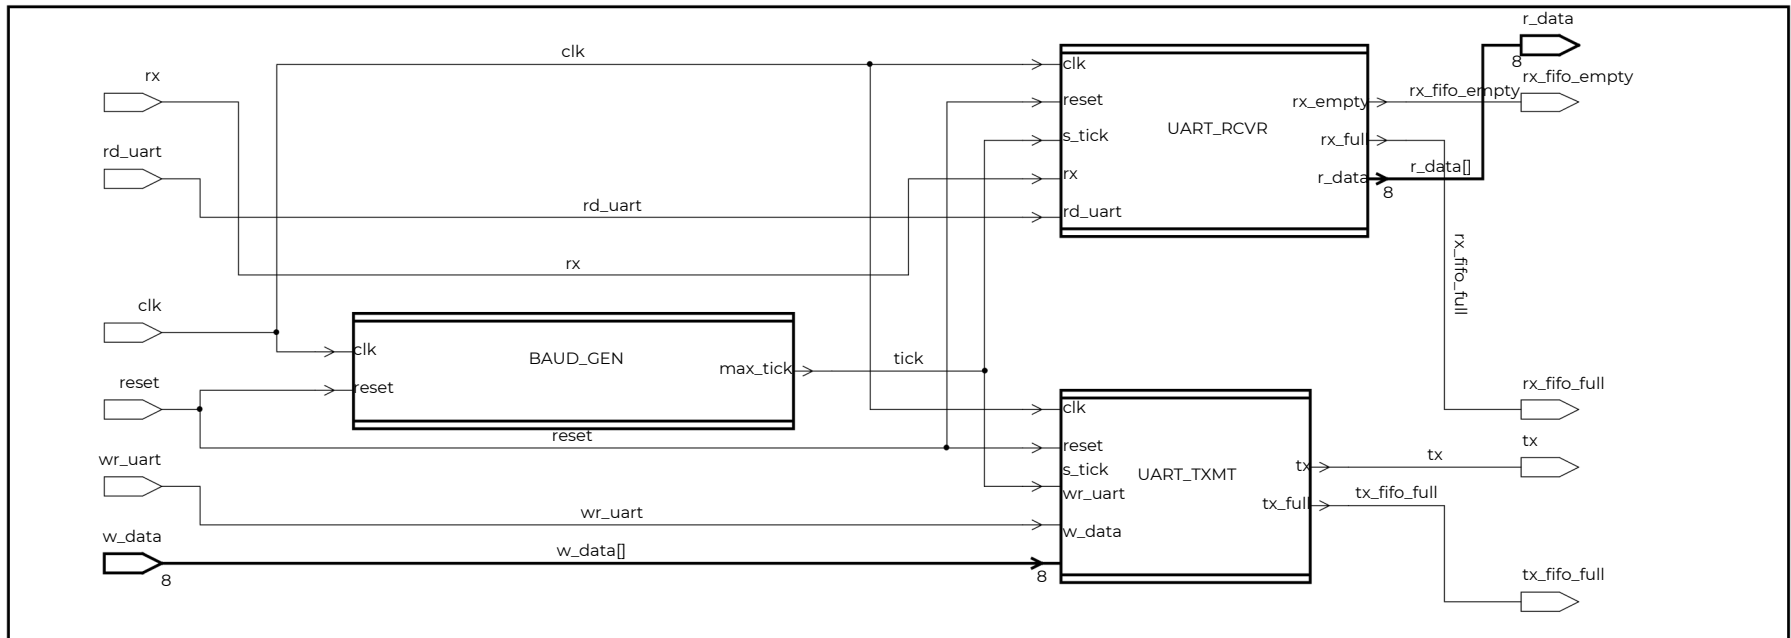 r_data
clk
8
rx
rx_fifo_empty
clk
rx_fifo_empty
reset
rx_empty
UART_RCVR
s_tick
rx_full
rd_uart
r_data[]
rx
r_data
8
rd_uart
rd_uart
rx
rx_fifo_full
clk
clk
BAUD_GEN
tick
max_tick
reset
reset
rx_fifo_full
clk
reset
reset
tx
wr_uart
s_tick
UART_TXMT
tx
tx
wr_uart
tx_fifo_full
tx_full
wr_uart
w_data
w_data
w_data[]
8
8
tx_fifo_full